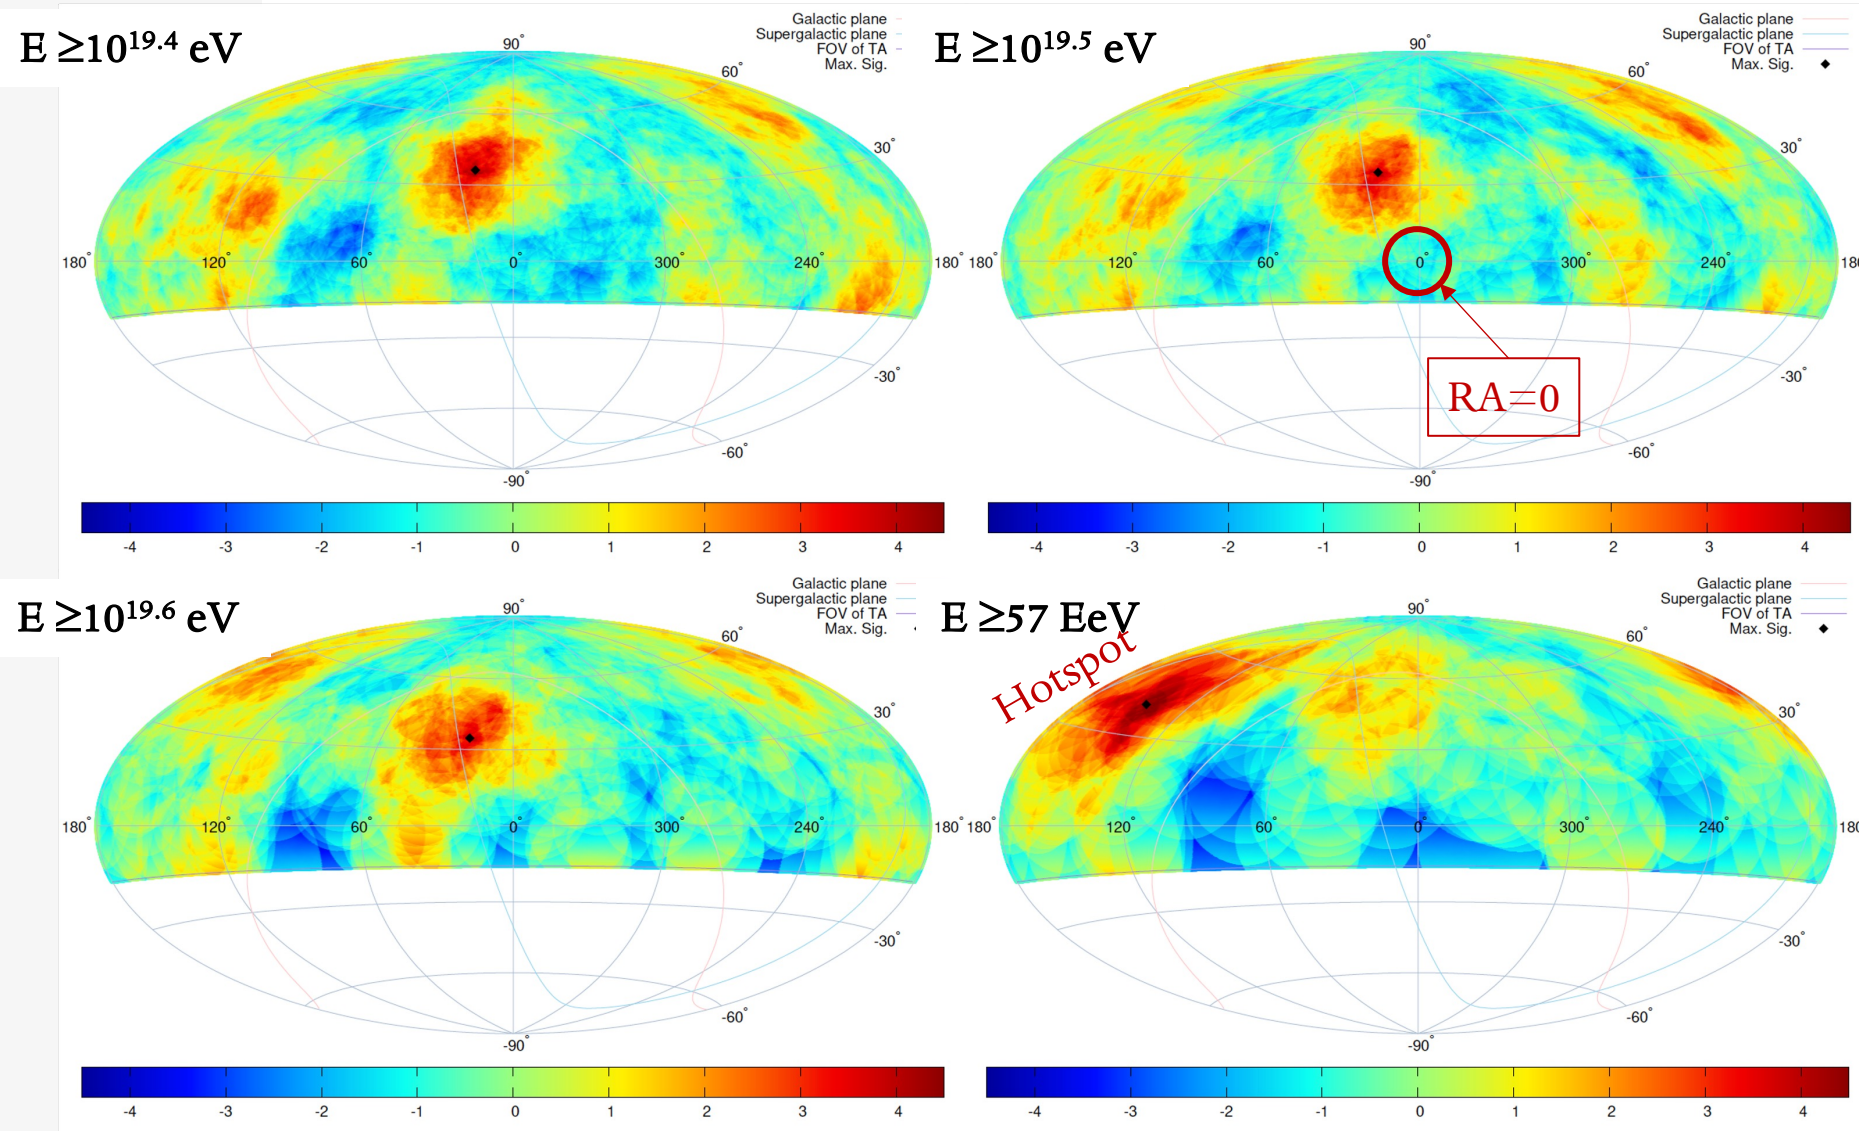 E ≥10^19.4 eV
Galactic plane
Supergalactic plane
FOV of TA
Max. Sig.
90°
60°
30°
180° 120° 60° 0° 300° 240° 180°
-30°
-60°
-90°
-4 -3 -2 -1 0 1 2 3 4
E ≥10^19.5 eV
Galactic plane
Supergalactic plane
FOV of TA
Max. Sig.
90°
60°
30°
180 120° 60° 0° 300° 240° 18
RA=0
-30°
-60°
-90°
-4 -3 -2 -1 0 1 2 3 4
E ≥10^19.6 eV
Galactic plane
Supergalactic plane
FOV of TA
Max. Sig.
90°
60°
30°
180° 120° 60° 0° 300° 240° 180°
-30°
-60°
-90°
-4 -3 -2 -1 0 1 2 3 4
E ≥57 EeV
Hotspot
Galactic plane
Supergalactic plane
FOV of TA
Max. Sig.
90°
60°
30°
180 120° 60° 0° 300° 240° 180
-30°
-60°
-90°
-4 -3 -2 -1 0 1 2 3 4